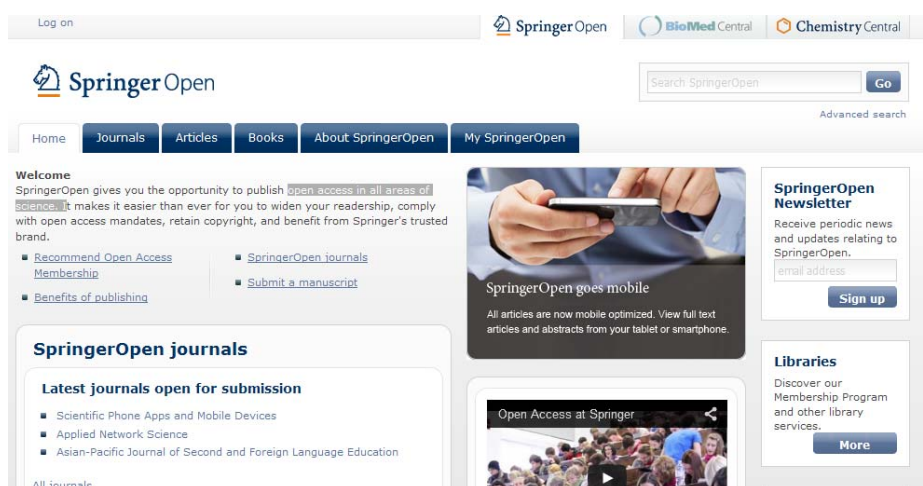 Log on
Springer Open
BioMed Central
Chemistry Central
Springer Open
Search SpringerOpen
Go
Advanced search
Home
Journals
Articles
Books
About SpringerOpen
My SpringerOpen
Welcome
SpringerOpen gives you the opportunity to publish open access in all areas of
science. It makes it easier than ever for you to widen your readership, comply
with open access mandates, retain copyright, and benefit from Springer's trusted
brand.
Recommend Open Access
Membership
Benefits of publishing
SpringerOpen journals
Submit a manuscript
SpringerOpen goes mobile
All articles are now mobile optimized. View full text
articles and abstracts from your tablet or smartphone.
SpringerOpen
Newsletter
Receive periodic news
and updates relating to
SpringerOpen.
email address
Sign up
SpringerOpen journals
Latest journals open for submission
Scientific Phone Apps and Mobile Devices
Applied Network Science
Asian-Pacific Journal of Second and Foreign Language Education
All journals
Open Access at Springer
Libraries
Discover our
Membership Program
and other library
services.
More